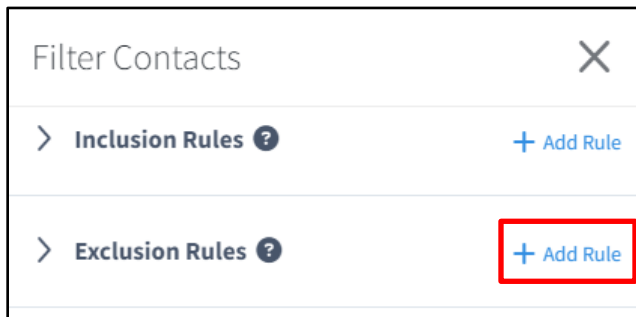 Filter Contacts
Inclusion Rules ?
+ Add Rule
Exclusion Rules ?
+ Add Rule